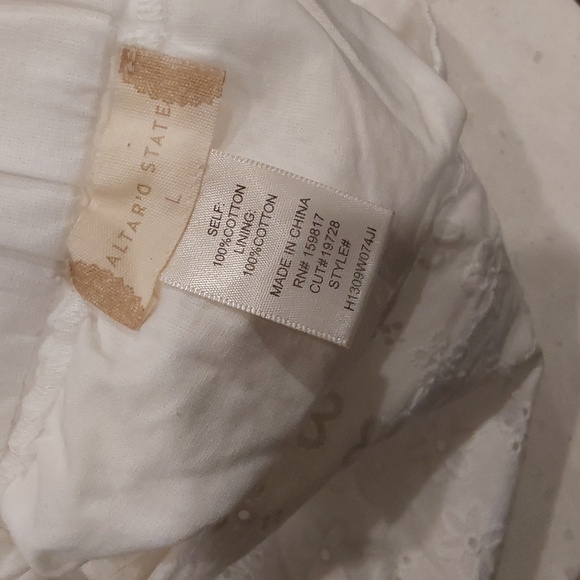 ALTAR'D STATE
L
SELF:
100%COTTON
LINING:
100%COTTON
MADE IN CHINA
RN# 159817
CUT#19728
STYLE#
H1309W074JI